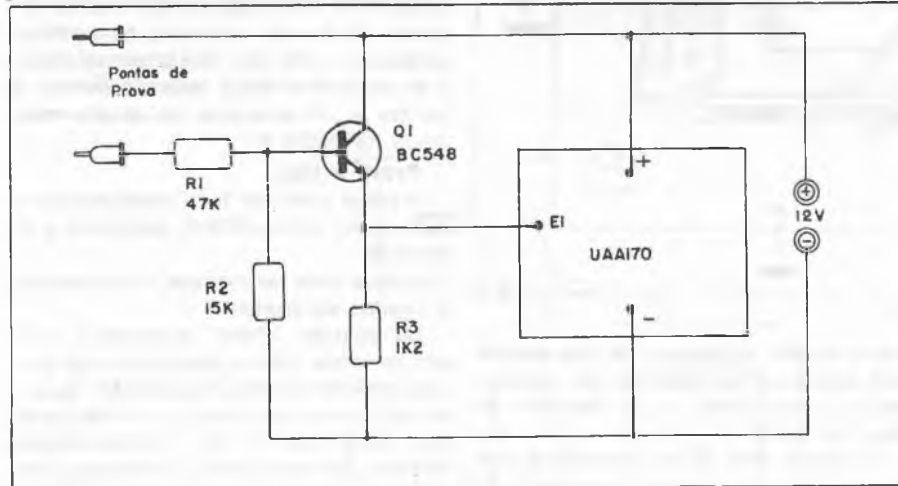 Pontas de
Prova
R1
47K
Q1
BC548
R2
15K
R3
1K2
E1
+
UAA170
-
+
12V
-